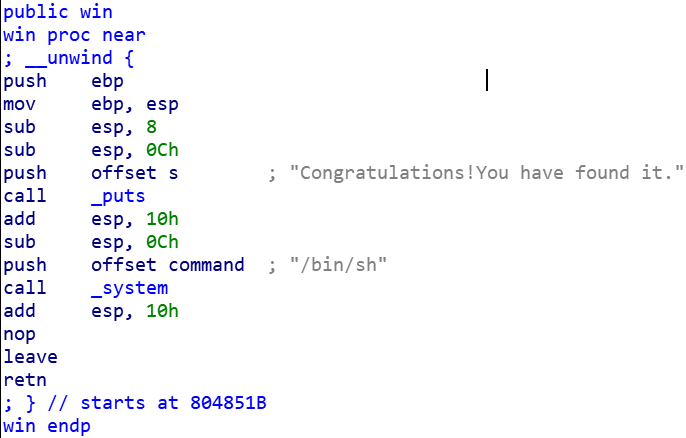 public win
win proc near
; __unwind {
push    ebp
mov     ebp, esp
sub     esp, 8
sub     esp, 0Ch
push    offset s        ; "Congratulations!You have found it."
call    _puts
add     esp, 10h
sub     esp, 0Ch
push    offset command  ; "/bin/sh"
call    _system
add     esp, 10h
nop
leave
retn
; } // starts at 804851B
win endp